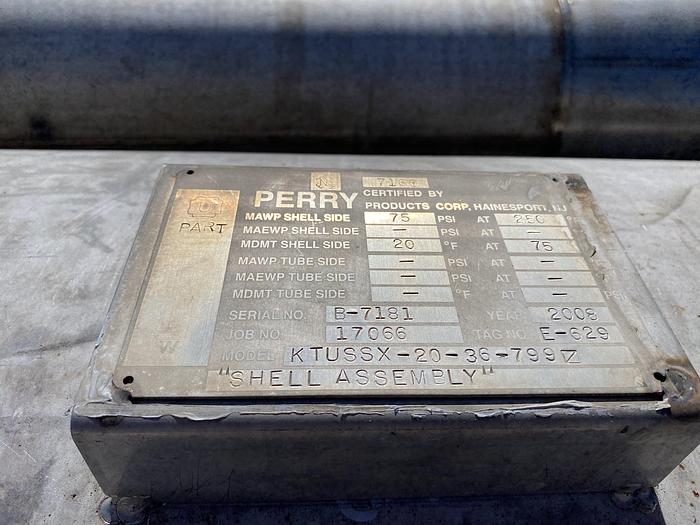 N
PERRY CERTIFIED BY
PRODUCTS CORP, HAINESPORT, NJ
U
PART
MAWP SHELL SIDE 75 PSI AT 250 °F
MAEWP SHELL SIDE – PSI AT –
MDMT SHELL SIDE 20 °F AT 75
MAWP TUBE SIDE – PSI AT –
MAEWP TUBE SIDE – PSI AT –
MDMT TUBE SIDE – °F AT – PSI
SERIAL NO. B-7181 YEAR 2008
JOB NO. 17066 TAG NO. E-629
W
MODEL KTUSSX-20-36-799
"SHELL ASSEMBLY"